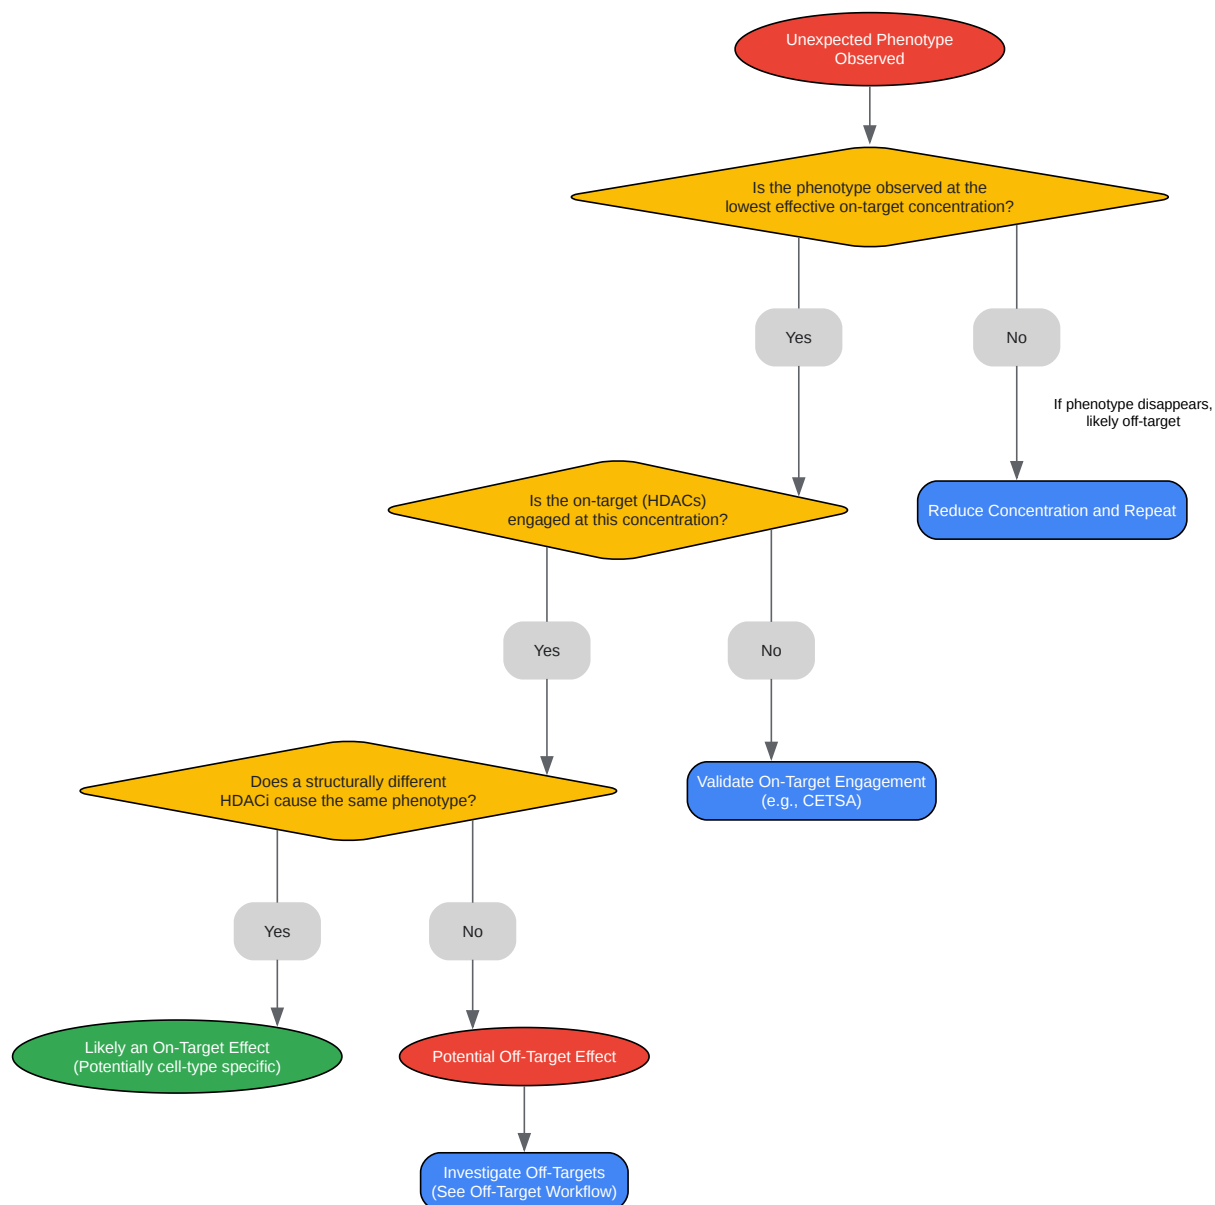 Unexpected Phenotype
Observed
Is the phenotype observed at the
lowest effective on-target concentration?
Yes
No
If phenotype disappears,
likely off-target
Is the on-target (HDACs)
engaged at this concentration?
Reduce Concentration and Repeat
Yes
No
Does a structurally different
HDACi cause the same phenotype?
Validate On-Target Engagement
(e.g., CETSA)
Yes
No
Likely an On-Target Effect
(Potentially cell-type specific)
Potential Off-Target Effect
Investigate Off-Targets
(See Off-Target Workflow)